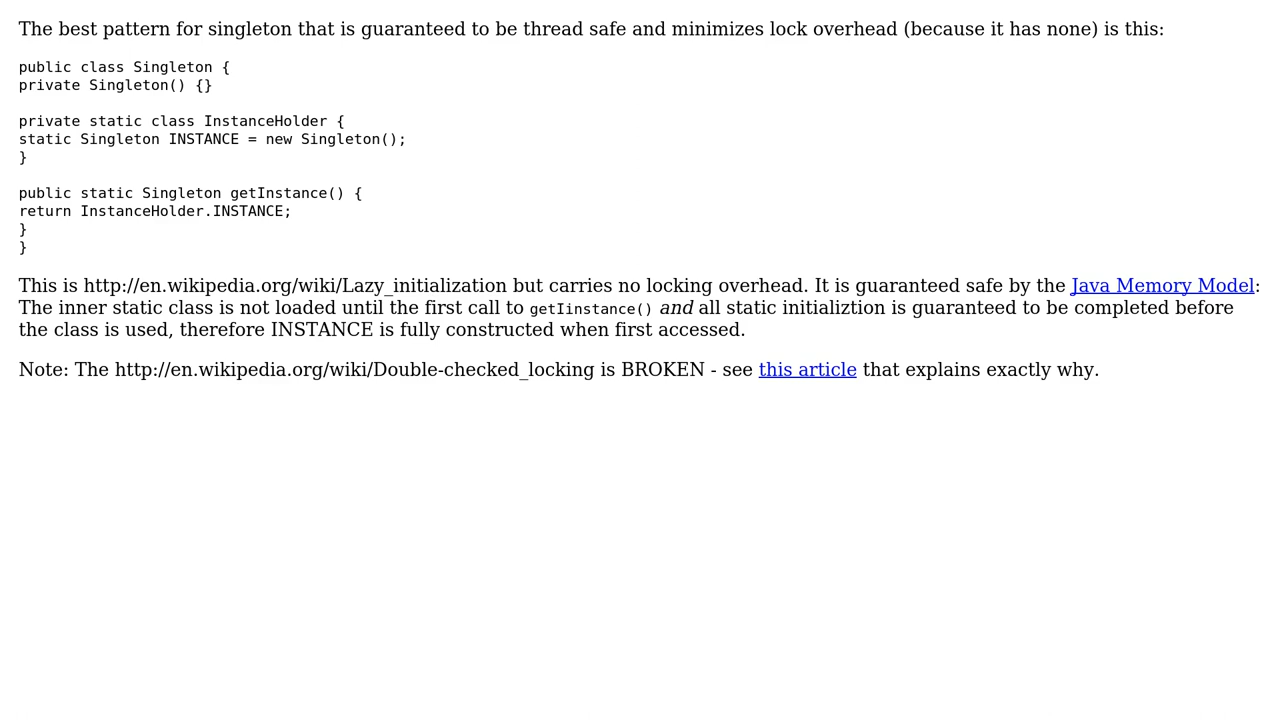 The best pattern for singleton that is guaranteed to be thread safe and minimizes lock overhead (because it has none) is this:
public class Singleton {
private Singleton() {}
private static class InstanceHolder {
static Singleton INSTANCE = new Singleton();
}
public static Singleton getInstance() {
return InstanceHolder.INSTANCE;
}
}
This is http://en.wikipedia.org/wiki/Lazy_initialization but carries no locking overhead. It is guaranteed safe by the Java Memory Model:
The inner static class is not loaded until the first call to getIinstance() and all static initializtion is guaranteed to be completed before
the class is used, therefore INSTANCE is fully constructed when first accessed.
Note: The http://en.wikipedia.org/wiki/Double-checked_locking is BROKEN - see this article that explains exactly why.